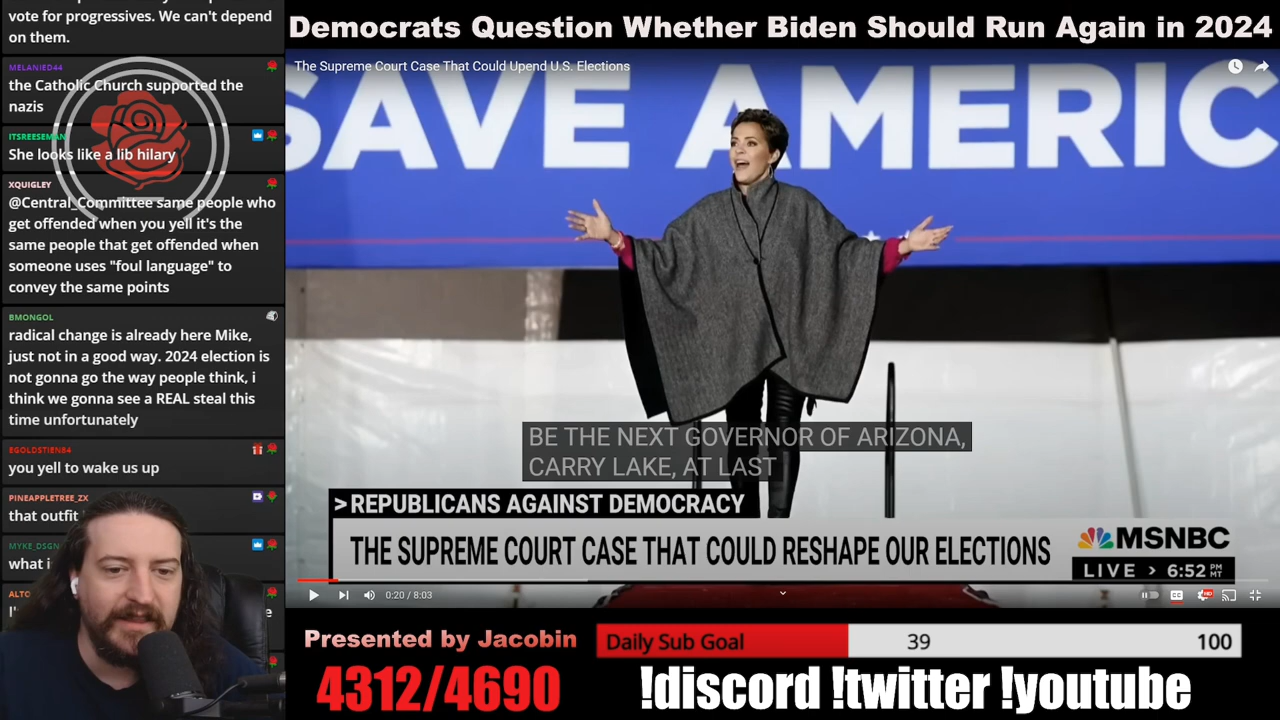 vote for progressives. We can't depend
on them.
MELANIED44
the Catholic Church supported the
nazis
ITSREESEMAN
She looks like a lib hilary
XQUIGLEY
@Central_Committee same people who
get offended when you yell it's the
same people that get offended when
someone uses "foul language" to
convey the same points
BMONGOL
radical change is already here Mike,
just not in a good way. 2024 election is
not gonna go the way people think, i
think we gonna see a REAL steal this
time unfortunately
EGOLDSTIEN84
you yell to wake us up
PINEAPPLETREE_ZX
that outfit
MYKE_DSGN
what i
ALTO
Democrats Question Whether Biden Should Run Again in 2024
The Supreme Court Case That Could Upend U.S. Elections
SAVE AMERIC
BE THE NEXT GOVERNOR OF ARIZONA,
CARRY LAKE, AT LAST
>REPUBLICANS AGAINST DEMOCRACY
THE SUPREME COURT CASE THAT COULD RESHAPE OUR ELECTIONS
MSNBC
LIVE > 6:52 PM MT
0:20 / 8:03
CC
HD
Presented by Jacobin
Daily Sub Goal 39 100
4312/4690
!discord !twitter !youtube